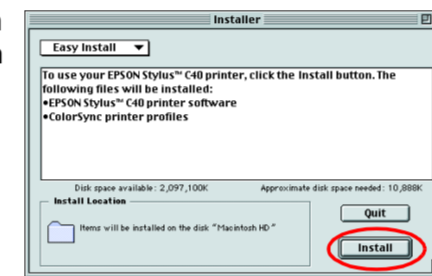 Installer
Easy Install
To use your EPSON Stylus™ C40 printer, click the Install button. The
following files will be installed:
•EPSON Stylus™ C40 printer software
•ColorSync printer profiles
Disk space available: 2,097,100K Approximate disk space needed: 10,888K
Install Location
Items will be installed on the disk "Macintosh HD"
Quit
Install